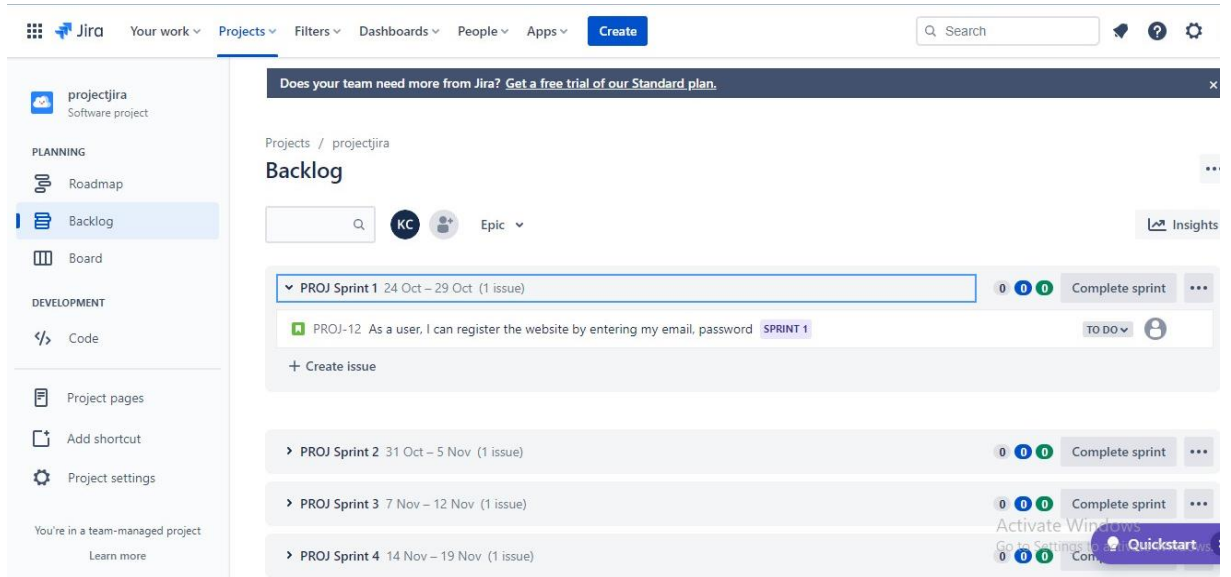 Jira Your work Projects Filters Dashboards People Apps Create Search
Does your team need more from Jira? Get a free trial of our Standard plan.
projectjira
Software project
PLANNING
Roadmap
Backlog
Board
DEVELOPMENT
Code
Project pages
Add shortcut
Project settings
You're in a team-managed project
Learn more
Projects / projectjira
Backlog
KC Epic Insights
PROJ Sprint 1 24 Oct – 29 Oct (1 issue) 0 0 0 Complete sprint
PROJ-12 As a user, I can register the website by entering my email, password SPRINT 1 TO DO
+ Create issue
PROJ Sprint 2 31 Oct – 5 Nov (1 issue) 0 0 0 Complete sprint
PROJ Sprint 3 7 Nov – 12 Nov (1 issue) 0 0 0 Complete sprint
Activate Windows
Go to Settings to
Quickstart
PROJ Sprint 4 14 Nov – 19 Nov (1 issue) 0 0 0